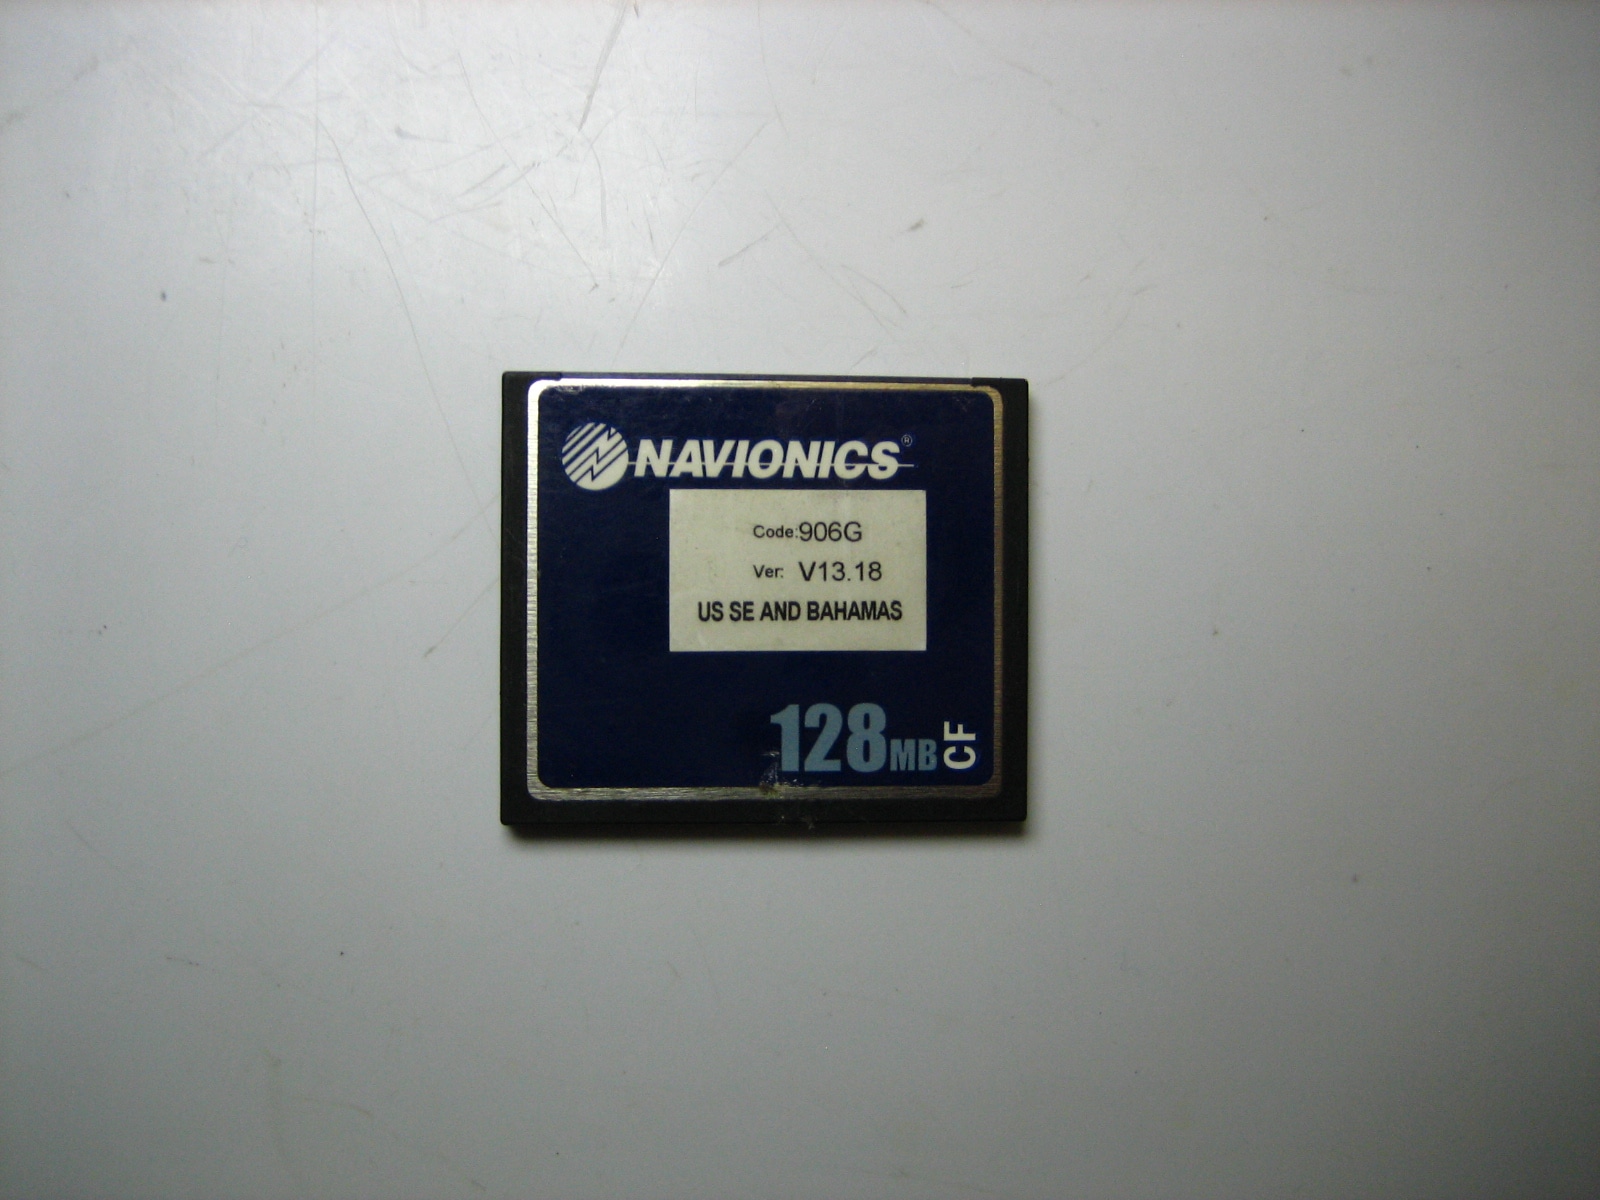 NAVIONICS®
Code:906G
Ver: V13.18
US SE AND BAHAMAS
128MB CF